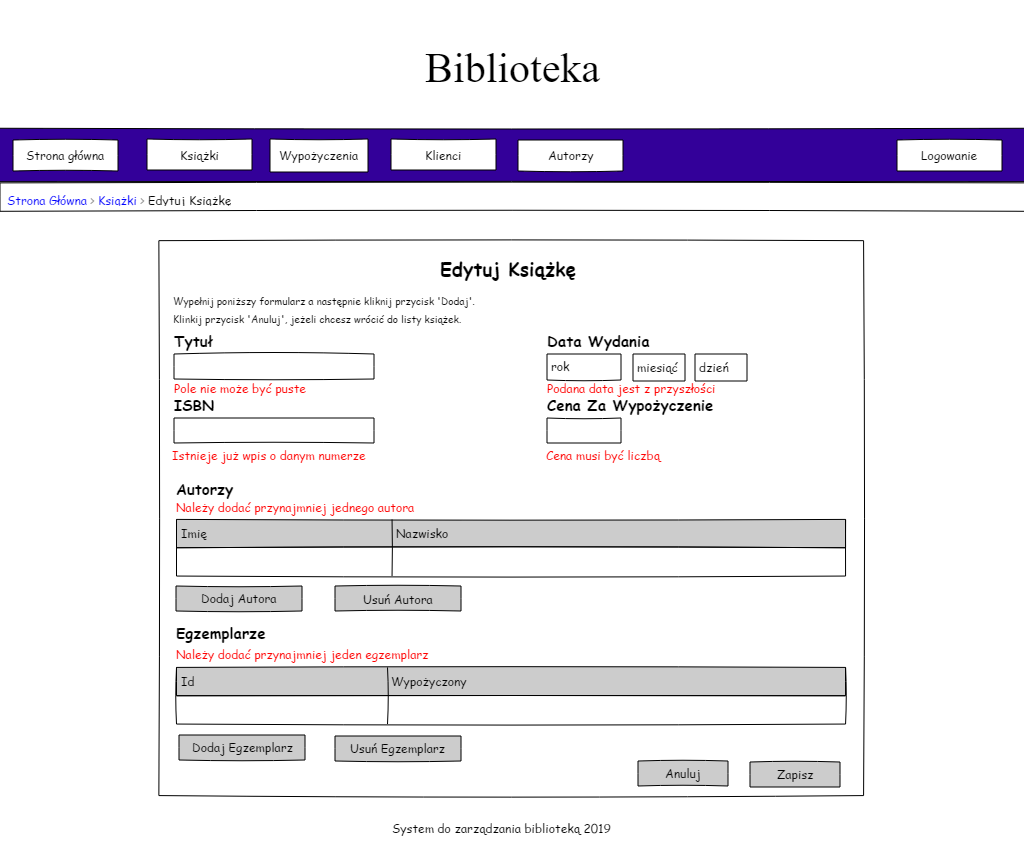 Biblioteka
Strona główna Książki Wypożyczenia Klienci Autorzy Logowanie
Strona Główna > Książki > Edytuj Książkę
Edytuj Książkę
Wypełnij poniższy formularz a następnie kliknij przycisk 'Dodaj'.
Klinkij przycisk 'Anuluj', jeżeli chcesz wrócić do listy książek.
Tytuł Data Wydania
rok miesiąć dzień
Pole nie może być puste Podana data jest z przyszłości
ISBN Cena Za Wypożyczenie
Istnieje już wpis o danym numerze Cena musi być liczbą
Autorzy
Należy dodać przynajmniej jednego autora
Imię Nazwisko
Dodaj Autora Usuń Autora
Egzemplarze
Należy dodać przynajmniej jeden egzemplarz
Id Wypożyczony
Dodaj Egzemplarz Usuń Egzemplarz
Anuluj Zapisz
System do zarządzania biblioteką 2019